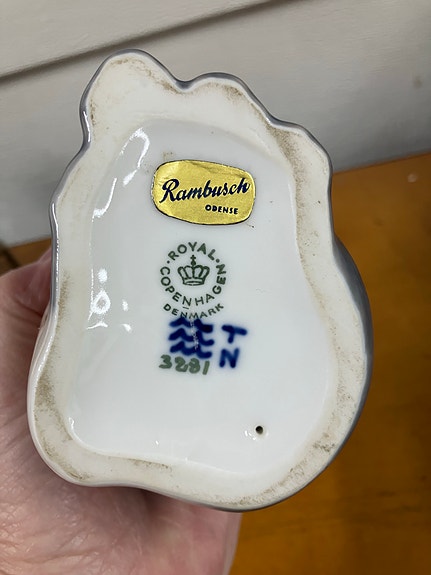 Rambusch
ODENSE
ROYAL
COPENHAGEN
DENMARK
T
3281 N